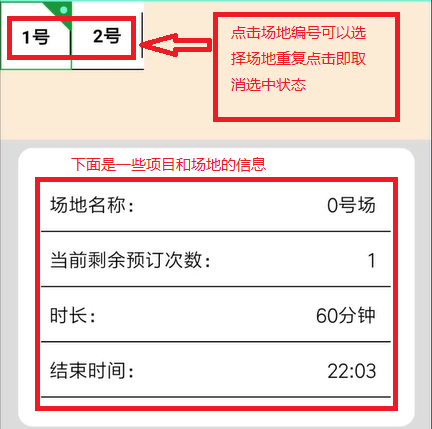 1号 2号
点击场地编号可以选
择场地重复点击即取
消选中状态
下面是一些项目和场地的信息
场地名称： 0号场
当前剩余预订次数： 1
时长： 60分钟
结束时间： 22:03